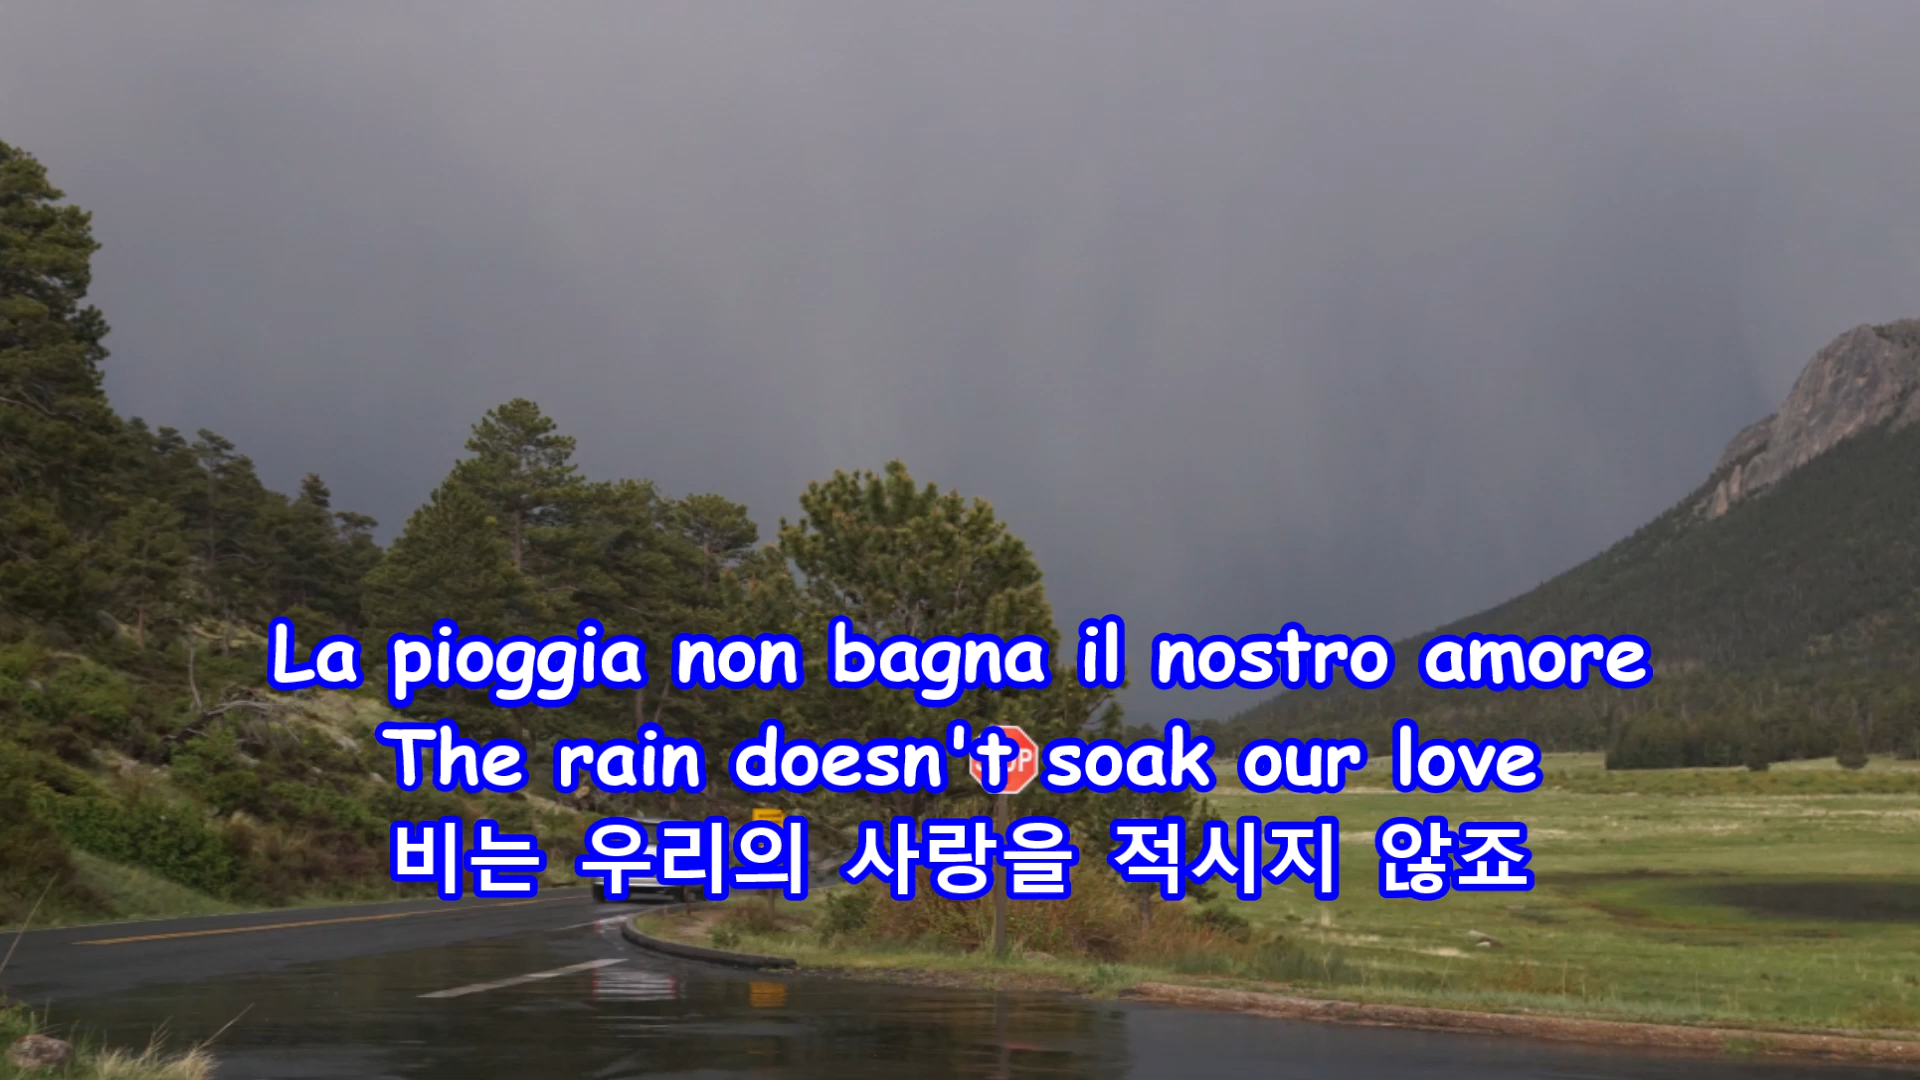 La pioggia non bagna il nostro amore
The rain doesn't soak our love
비는 우리의 사랑을 적시지 않죠